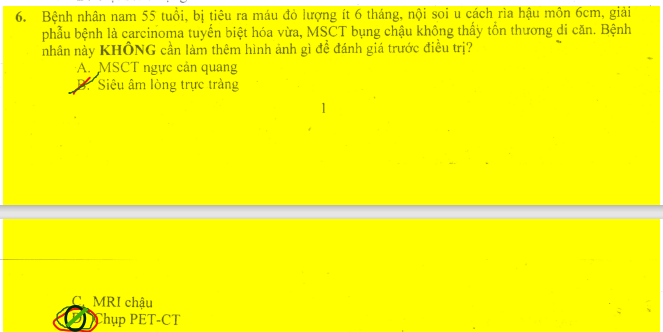 6. Bệnh nhân nam 55 tuổi, bị tiêu ra máu đỏ lượng ít 6 tháng, nội soi u cách rìa hậu môn 6cm, giải
phẫu bệnh là carcinoma tuyến biệt hóa vừa, MSCT bụng chậu không thấy tổn thương di căn. Bệnh
nhân này KHÔNG cần làm thêm hình ảnh gì để đánh giá trước điều trị?
A. MSCT ngực cản quang
B. Siêu âm lòng trực tràng
1
C. MRI chậu
D. Chụp PET-CT